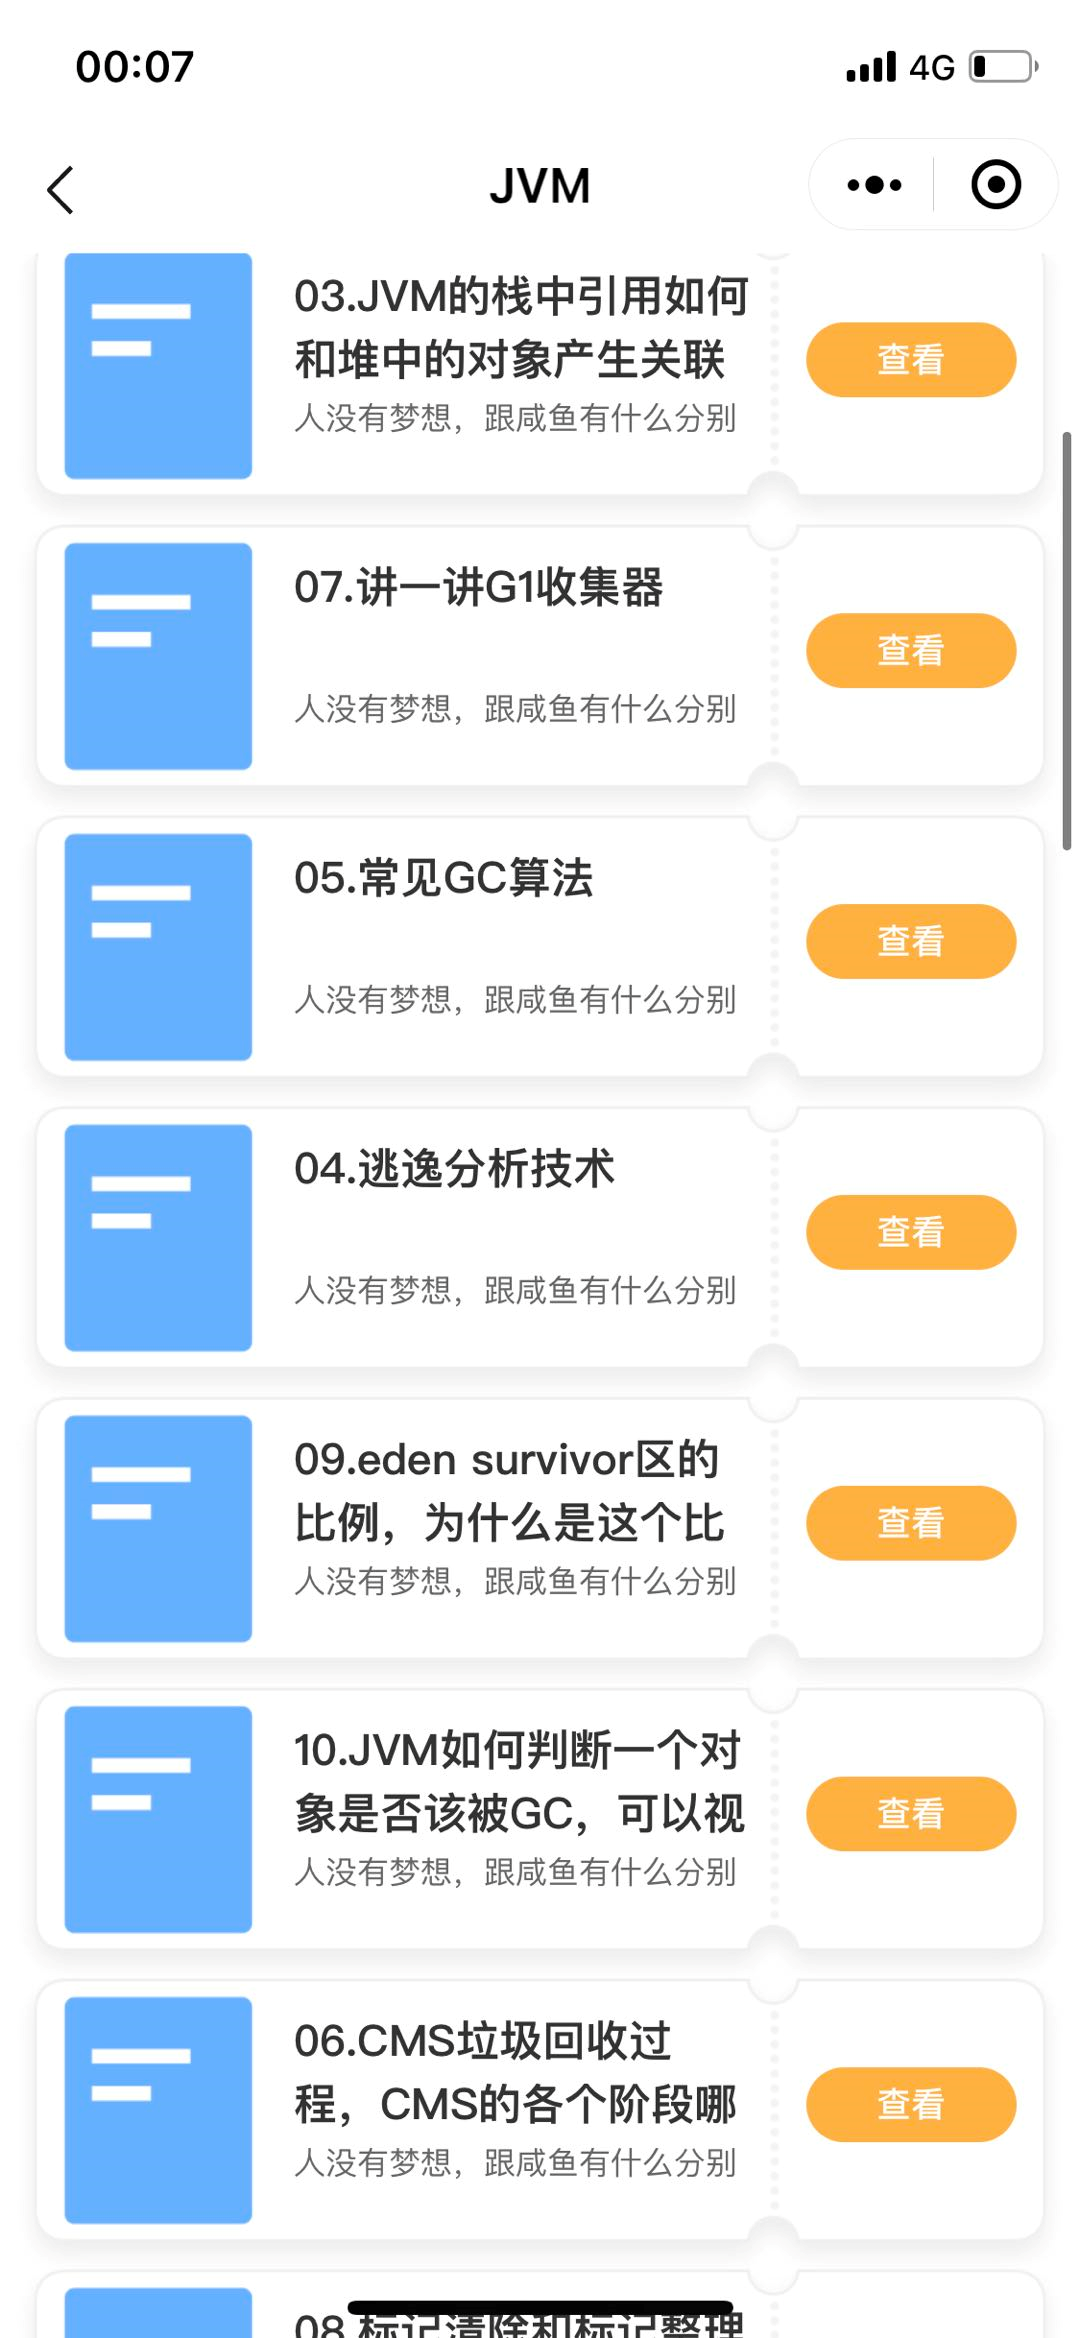 00:07
4G
JVM
03.JVM的栈中引用如何
和堆中的对象产生关联
人没有梦想，跟咸鱼有什么分别
查看
07.讲一讲G1收集器
人没有梦想，跟咸鱼有什么分别
查看
05.常见GC算法
人没有梦想，跟咸鱼有什么分别
查看
04.逃逸分析技术
人没有梦想，跟咸鱼有什么分别
查看
09.eden survivor区的
比例，为什么是这个比
人没有梦想，跟咸鱼有什么分别
查看
10.JVM如何判断一个对
象是否该被GC，可以视
人没有梦想，跟咸鱼有什么分别
查看
06.CMS垃圾回收过
程，CMS的各个阶段哪
人没有梦想，跟咸鱼有什么分别
查看
08.标记清除和标记整理